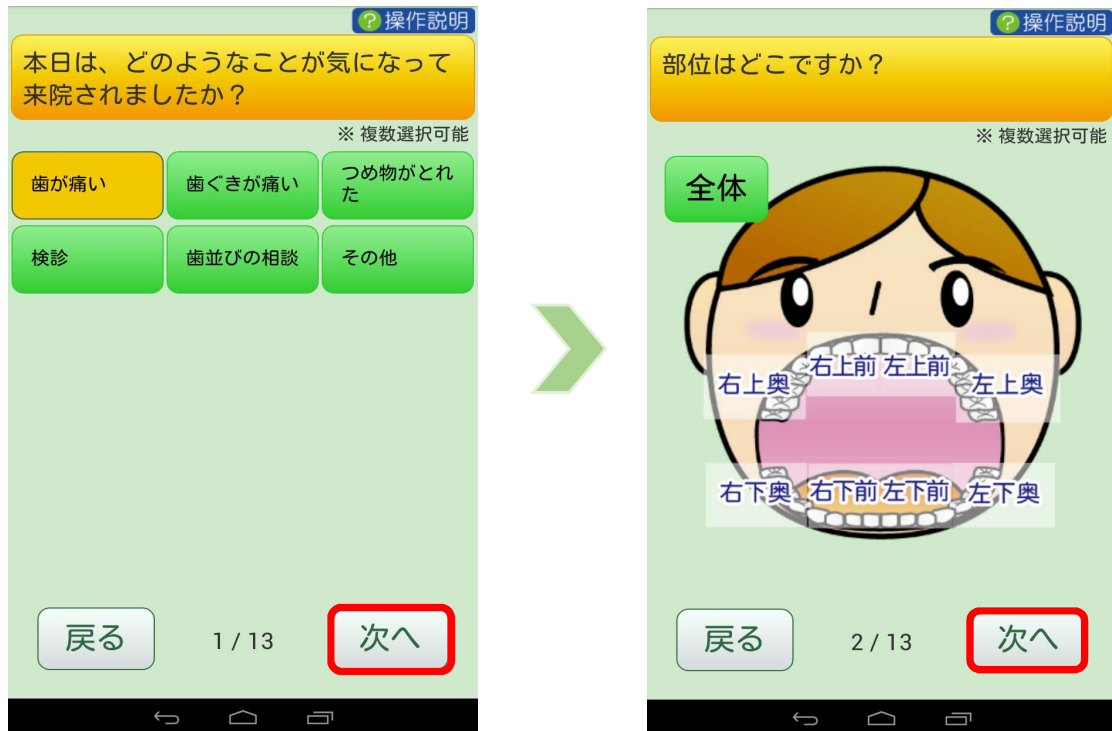 ?操作説明
本日は、どのようなことが気になって
来院されましたか？
※ 複数選択可能
歯が痛い
歯ぐきが痛い
つめ物がとれ
た
検診
歯並びの相談
その他
戻る
1 / 13
次へ
?操作説明
部位はどこですか？
※ 複数選択可能
全体
右上奥
右上前
左上前
左上奥
右下奥
右下前
左下前
左下奥
戻る
2 / 13
次へ